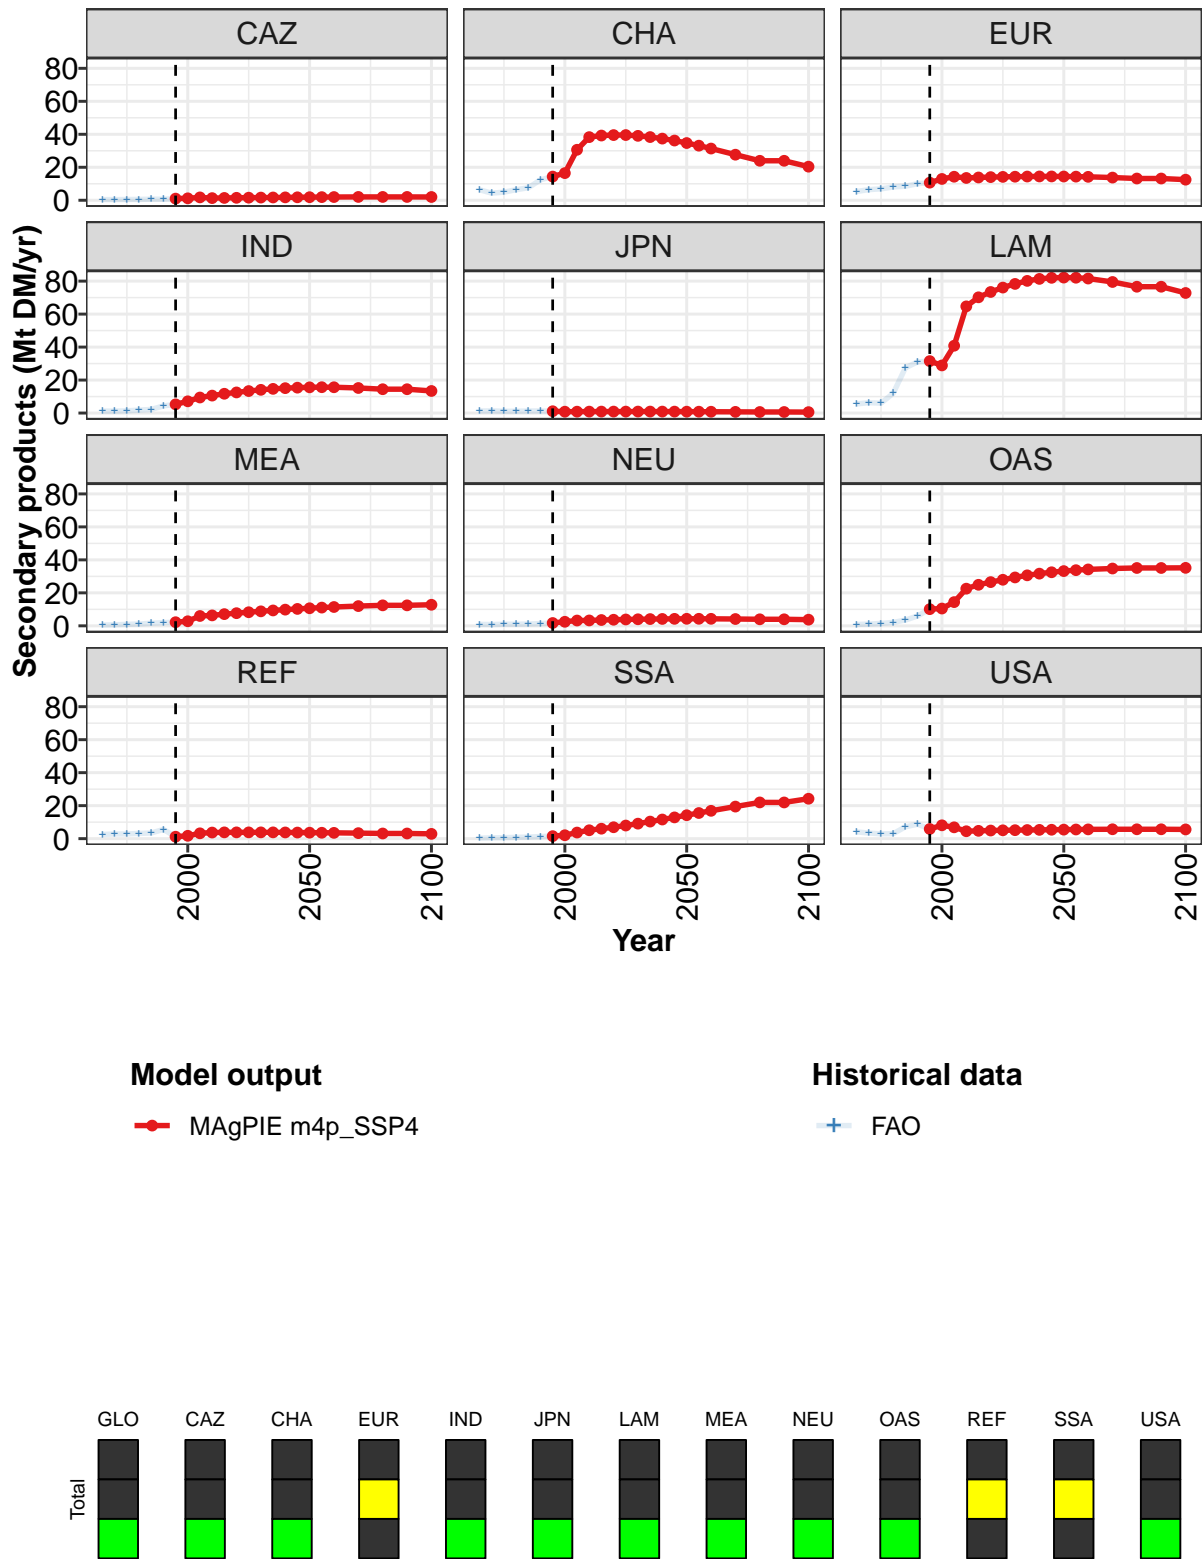 CAZ CHA EUR
80
60
40
20
0
IND JPN LAM
80
60
40
20
0
MEA NEU OAS
80
60
40
20
0
REF SSA USA
80
60
40
20
0
Secondary products (Mt DM/yr)
2000 2050 2100 2000 2050 2100 2000 2050 2100
Year
Model output
MAgPIE m4p_SSP4
Historical data
FAO
GLO CAZ CHA EUR IND JPN LAM MEA NEU OAS REF SSA USA
Total